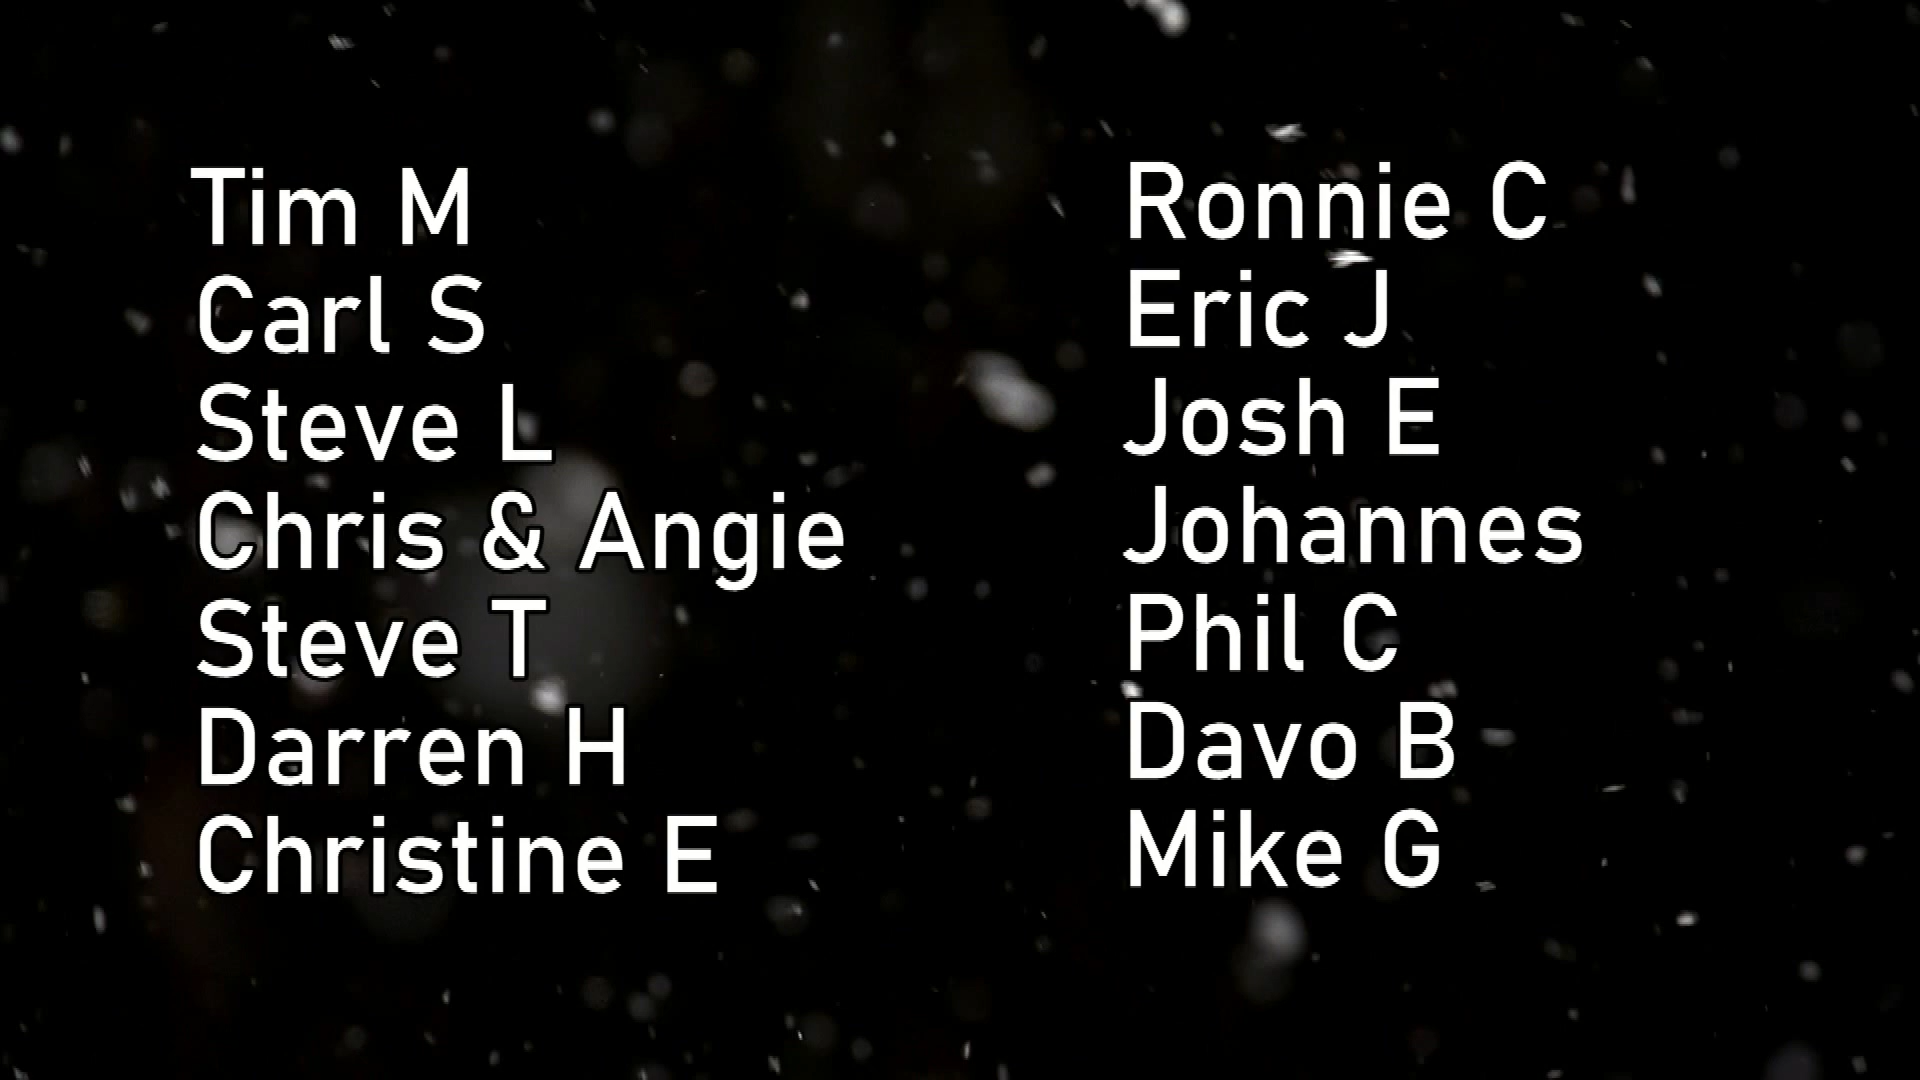 Tim M
Carl S
Steve L
Chris & Angie
Steve T
Darren H
Christine E
Ronnie C
Eric J
Josh E
Johannes
Phil C
Davo B
Mike G